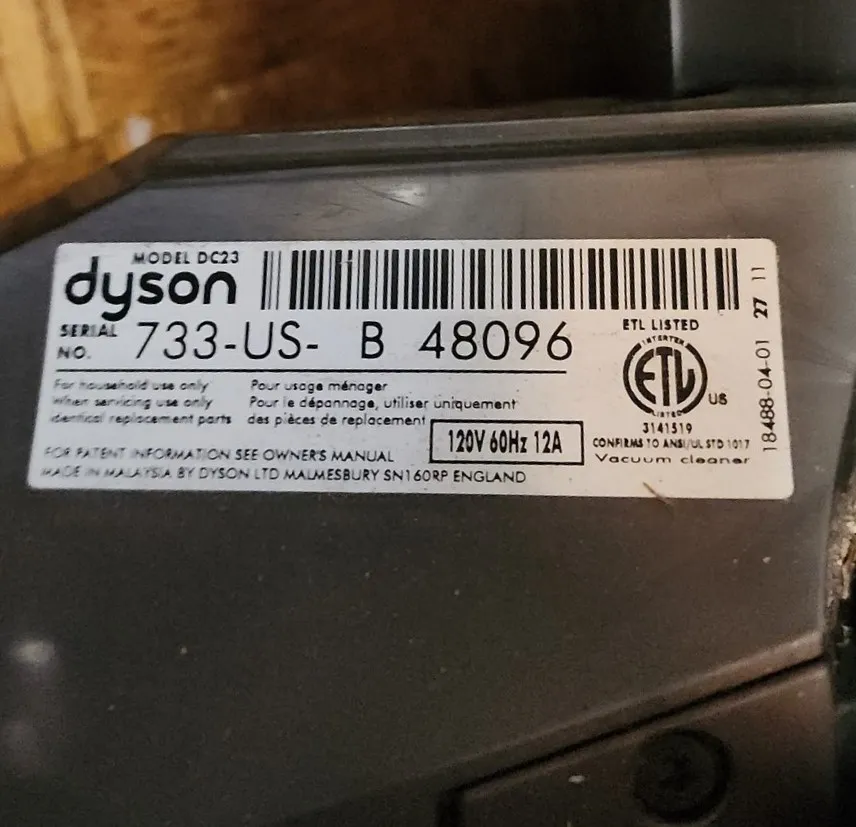 MODEL DC23
dyson
SERIAL NO. 733-US- B 48096
For household use only
When servicing use only
identical replacement parts
Pour usage ménager
Pour le dépannage, utiliser uniquement
des pièces de replacement
120V 60Hz 12A
FOR PATENT INFORMATION SEE OWNER'S MANUAL
MADE IN MALAYSIA BY DYSON LTD MALMESBURY SN160RP ENGLAND
ETL LISTED
INTERTEK
ETL
LISTED
US
3141519
CONFIRMS TO ANSI/UL STD 1017
Vacuum cleaner
18488-04-01 27 11